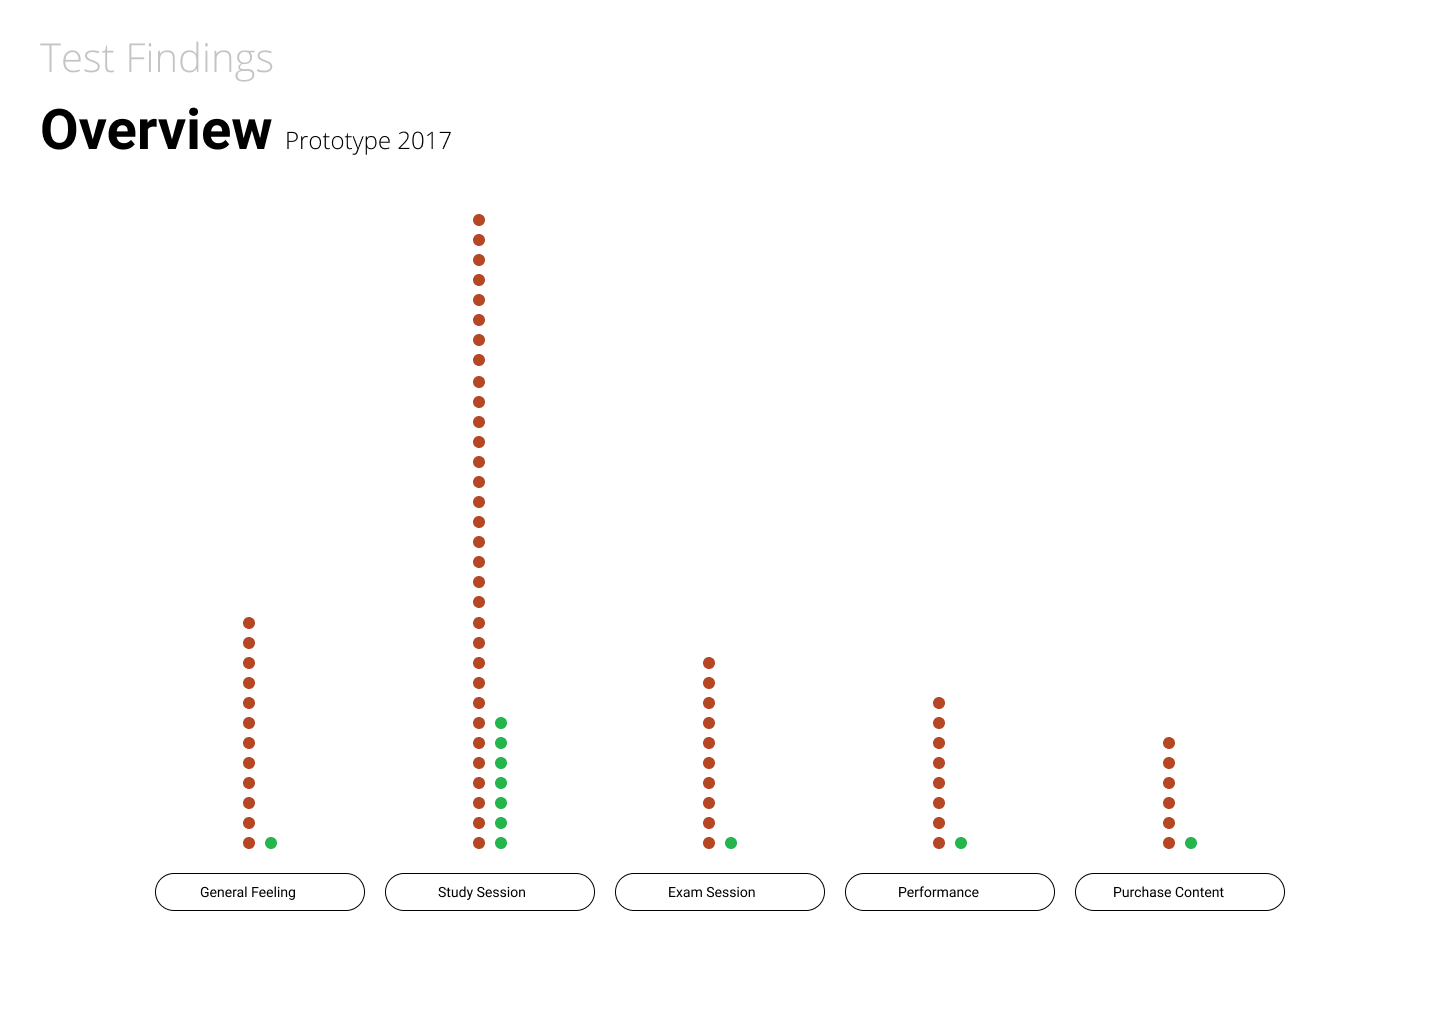 Test Findings
Overview Prototype 2017
General Feeling
Study Session
Exam Session
Performance
Purchase Content